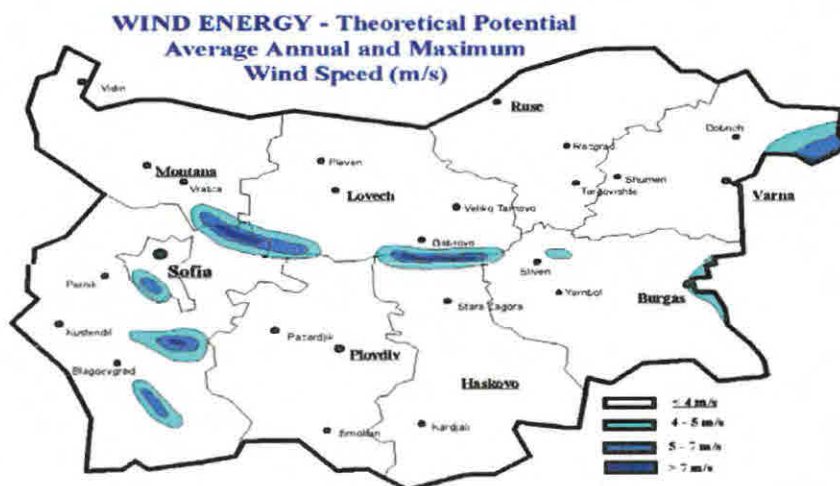 WIND ENERGY - Theoretical Potential
Average Annual and Maximum
Wind Speed (m/s)
Vidin
Ruse
Dobrich
Montana
Pleven
Razgrad
Vratca
Lovech
Shumen
Targovishte
Varna
Veliko Tarnovo
Gabrovo
Sofia
Sliven
Pernik
Yambol
Burgas
Stara Zagora
Kustendil
Pazardjik
Plovdiv
Blagoevgrad
Haskovo
Smolian
Kardjali
< 4 m/s
4 - 5 m/s
5 - 7 m/s
> 7 m/s